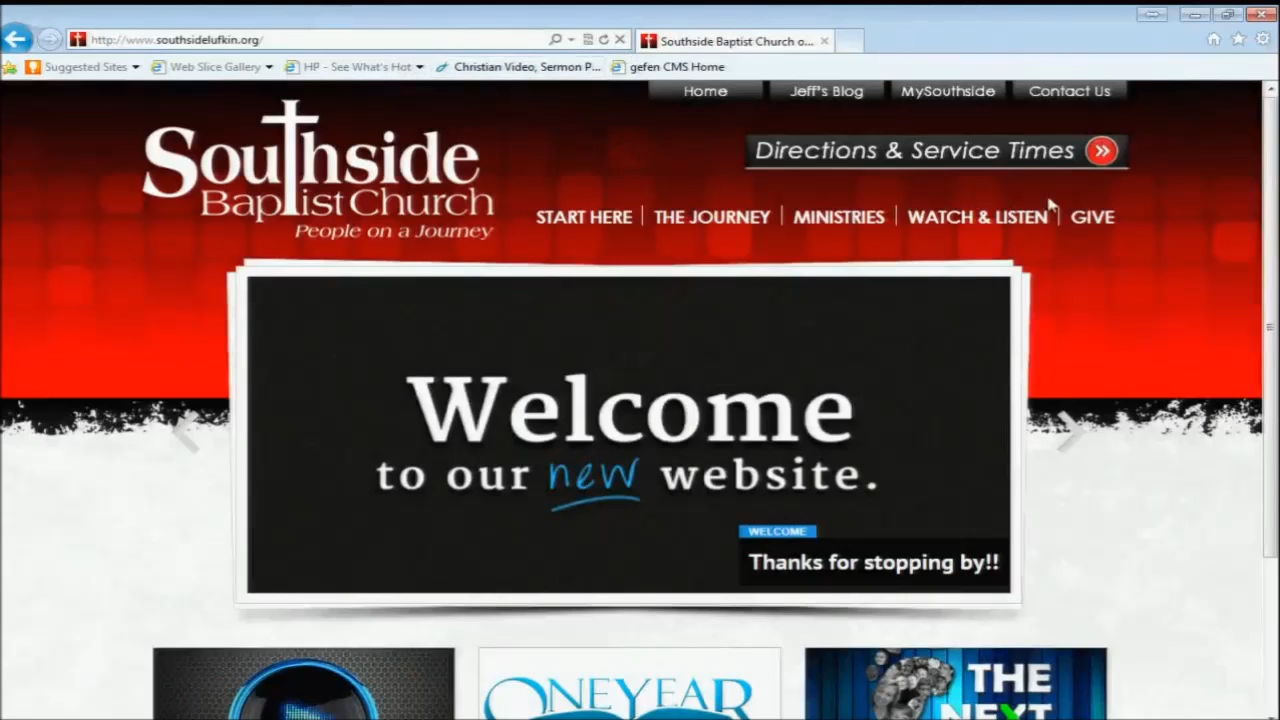 http://www.southsidelufkin.org/
Southside Baptist Church o...
Suggested Sites
Web Slice Gallery
HP - See What's Hot
Christian Video, Sermon P...
gefen CMS Home
Home
Jeff's Blog
MySouthside
Contact Us
Southside
Baptist Church
People on a Journey
Directions & Service Times
START HERE
THE JOURNEY
MINISTRIES
WATCH & LISTEN
GIVE
Welcome
to our new website.
WELCOME
Thanks for stopping by!!
ONEYEAR
THE
NEXT